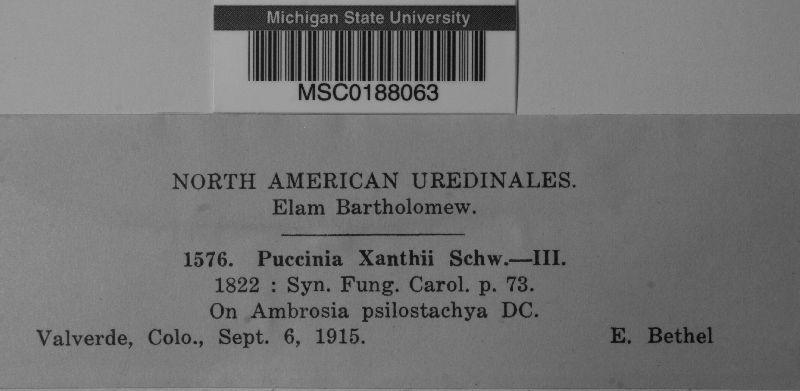 Michigan State University
MSC0188063
NORTH AMERICAN UREDINALES.
Elam Bartholomew.
1576. Puccinia Xanthii Schw.—III.
1822 : Syn. Fung. Carol. p. 73.
On Ambrosia psilostachya DC.
Valverde, Colo., Sept. 6, 1915. E. Bethel